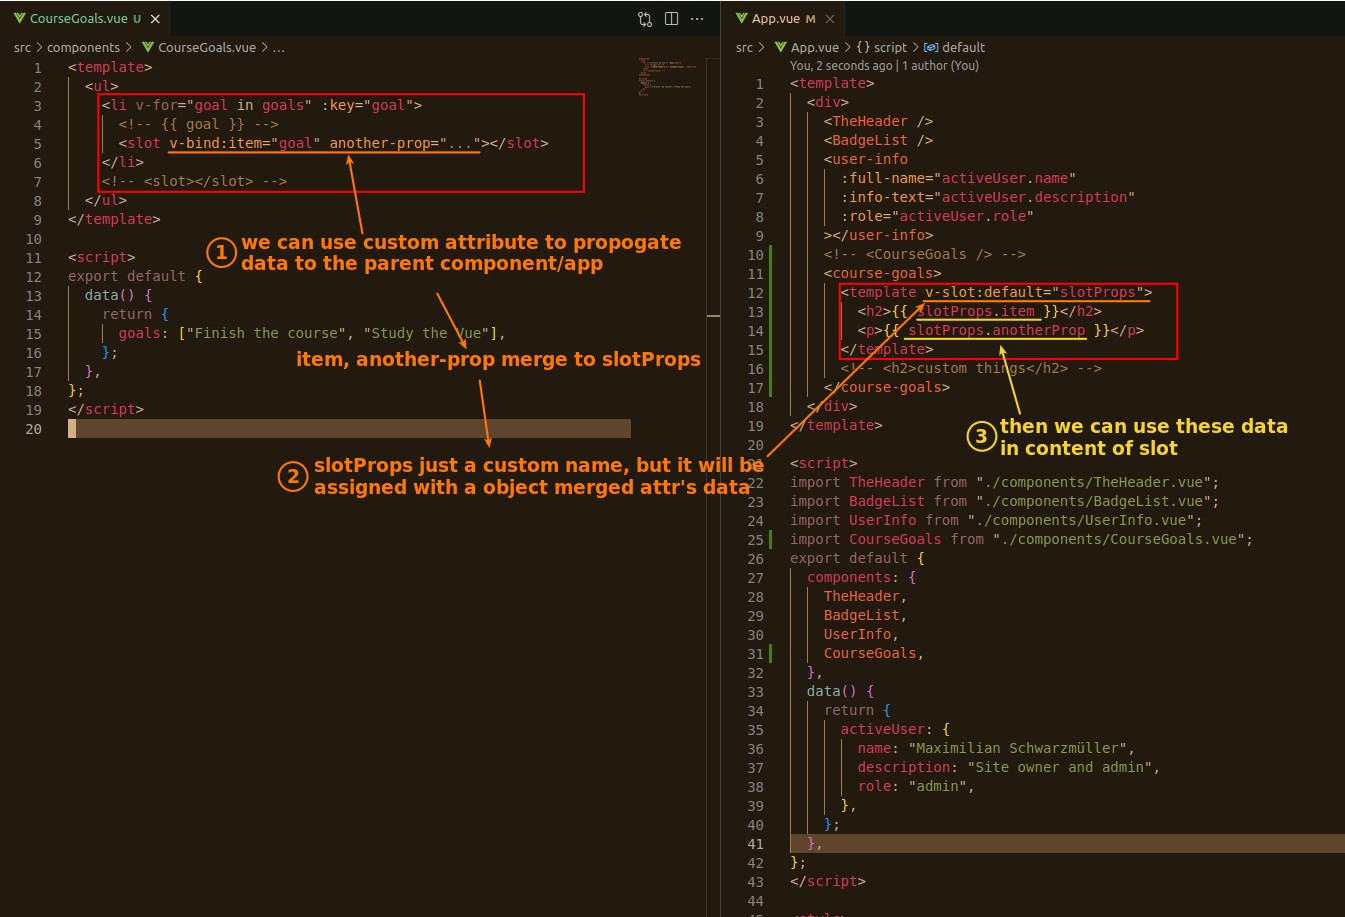 CourseGoals.vue U
src > components > CourseGoals.vue > ...
1 <template>
2 <ul>
3 <li v-for="goal in goals" :key="goal">
4 <!-- {{ goal }} -->
5 <slot v-bind:item="goal" another-prop="..."></slot>
6 </li>
7 <!-- <slot></slot> -->
8 </ul>
9 </template>
10
11 <script>
12 export default {
13 data() {
14 return {
15 goals: ["Finish the course", "Study the Vue"],
16 };
17 },
18 };
19 </script>
20
1 we can use custom attribute to propogate
data to the parent component/app
item, another-prop merge to slotProps
2 slotProps just a custom name, but it will be
assigned with a object merged attr's data
App.vue M
src > App.vue > {} script > default
You, 2 seconds ago | 1 author (You)
1 <template>
2 <div>
3 <TheHeader />
4 <BadgeList />
5 <user-info
6 :full-name="activeUser.name"
7 :info-text="activeUser.description"
8 :role="activeUser.role"
9 ></user-info>
10 <!-- <CourseGoals /> -->
11 <course-goals>
12 <template v-slot:default="slotProps">
13 <h2>{{ slotProps.item }}</h2>
14 <p>{{ slotProps.anotherProp }}</p>
15 </template>
16 <!-- <h2>custom things</h2> -->
17 </course-goals>
18 </div>
19 </template>
20
21 <script>
22 import TheHeader from "./components/TheHeader.vue";
23 import BadgeList from "./components/BadgeList.vue";
24 import UserInfo from "./components/UserInfo.vue";
25 import CourseGoals from "./components/CourseGoals.vue";
26 export default {
27 components: {
28 TheHeader,
29 BadgeList,
30 UserInfo,
31 CourseGoals,
32 },
33 data() {
34 return {
35 activeUser: {
36 name: "Maximilian Schwarzmüller",
37 description: "Site owner and admin",
38 role: "admin",
39 },
40 };
41 },
42 };
43 </script>
44
3 then we can use these data
in content of slot